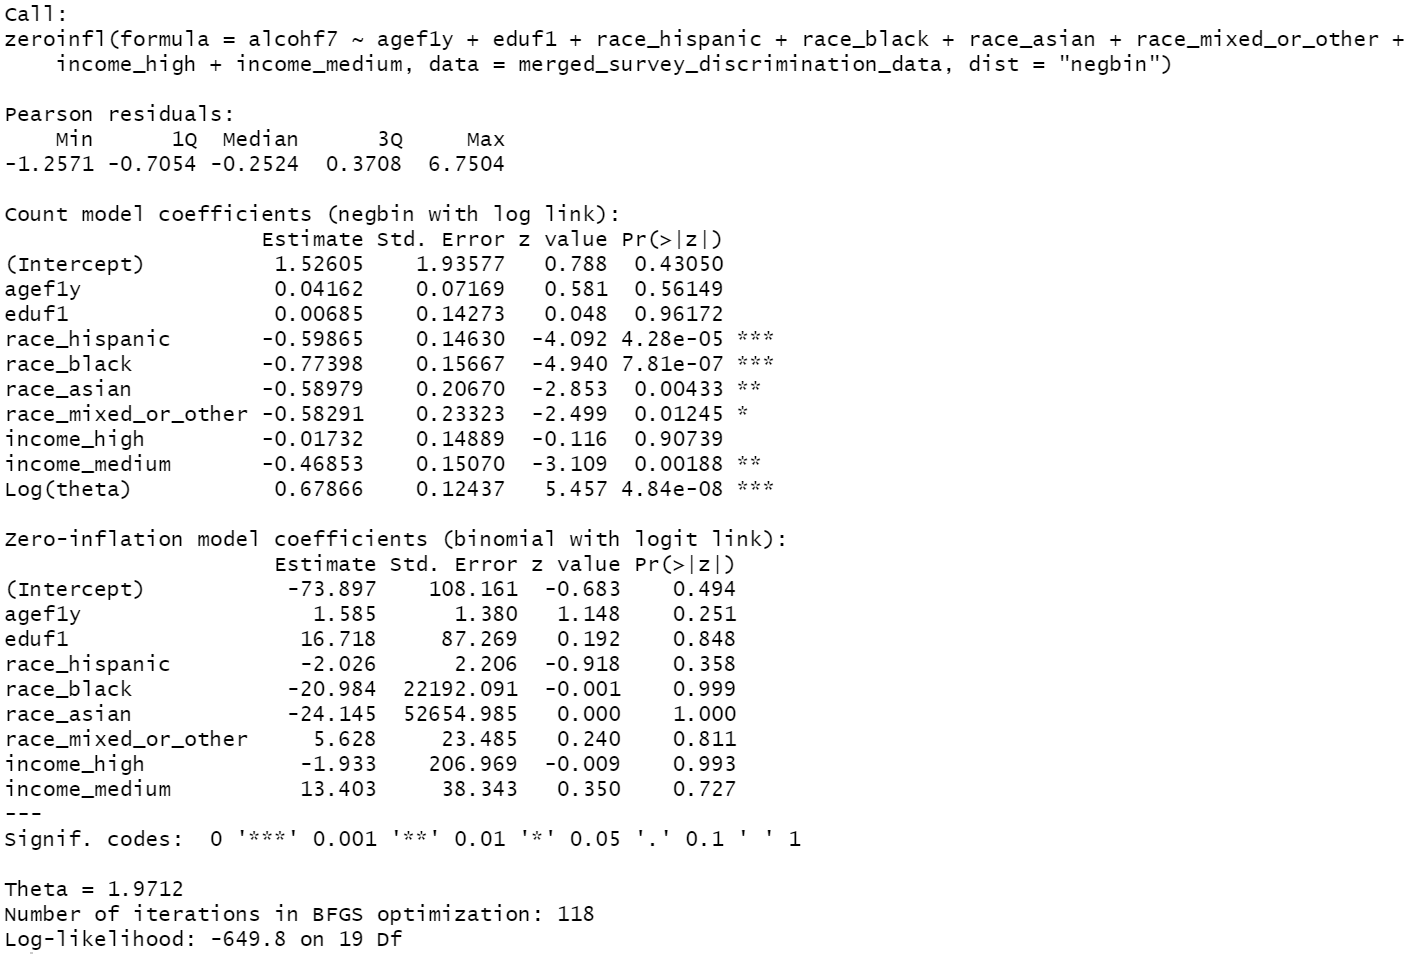 Call:
zeroinfl(formula = alcohf7 ~ agef1y + eduf1 + race_hispanic + race_black + race_asian + race_mixed_or_other +
    income_high + income_medium, data = merged_survey_discrimination_data, dist = "negbin")

Pearson residuals:
    Min      1Q  Median      3Q     Max
-1.2571 -0.7054 -0.2524  0.3708  6.7504

Count model coefficients (negbin with log link):
                    Estimate Std. Error z value Pr(>|z|)
(Intercept)          1.52605    1.93577   0.788  0.43050
agef1y               0.04162    0.07169   0.581  0.56149
eduf1                0.00685    0.14273   0.048  0.96172
race_hispanic       -0.59865    0.14630  -4.092 4.28e-05 ***
race_black          -0.77398    0.15667  -4.940 7.81e-07 ***
race_asian          -0.58979    0.20670  -2.853  0.00433 **
race_mixed_or_other -0.58291    0.23323  -2.499  0.01245 *
income_high         -0.01732    0.14889  -0.116  0.90739
income_medium       -0.46853    0.15070  -3.109  0.00188 **
Log(theta)           0.67866    0.12437   5.457 4.84e-08 ***

Zero-inflation model coefficients (binomial with logit link):
                     Estimate Std. Error z value Pr(>|z|)
(Intercept)           -73.897    108.161  -0.683    0.494
agef1y                  1.585      1.380   1.148    0.251
eduf1                  16.718     87.269   0.192    0.848
race_hispanic          -2.026      2.206  -0.918    0.358
race_black            -20.984  22192.091  -0.001    0.999
race_asian            -24.145  52654.985   0.000    1.000
race_mixed_or_other     5.628     23.485   0.240    0.811
income_high            -1.933    206.969  -0.009    0.993
income_medium          13.403     38.343   0.350    0.727
---
Signif. codes:  0 '***' 0.001 '**' 0.01 '*' 0.05 '.' 0.1 ' ' 1

Theta = 1.9712
Number of iterations in BFGS optimization: 118
Log-likelihood: -649.8 on 19 Df